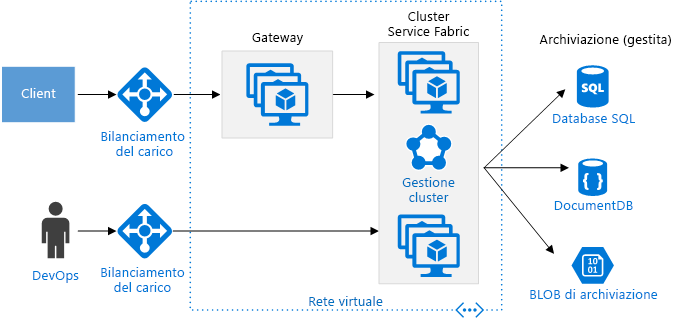 Cluster
Service Fabric
Gateway
Archiviazione (gestita)
Client
SQL
Database SQL
Bilanciamento
del carico
Gestione
cluster
{ }
DocumentDB
DevOps
Bilanciamento
del carico
10
01
BLOB di archiviazione
Rete virtuale